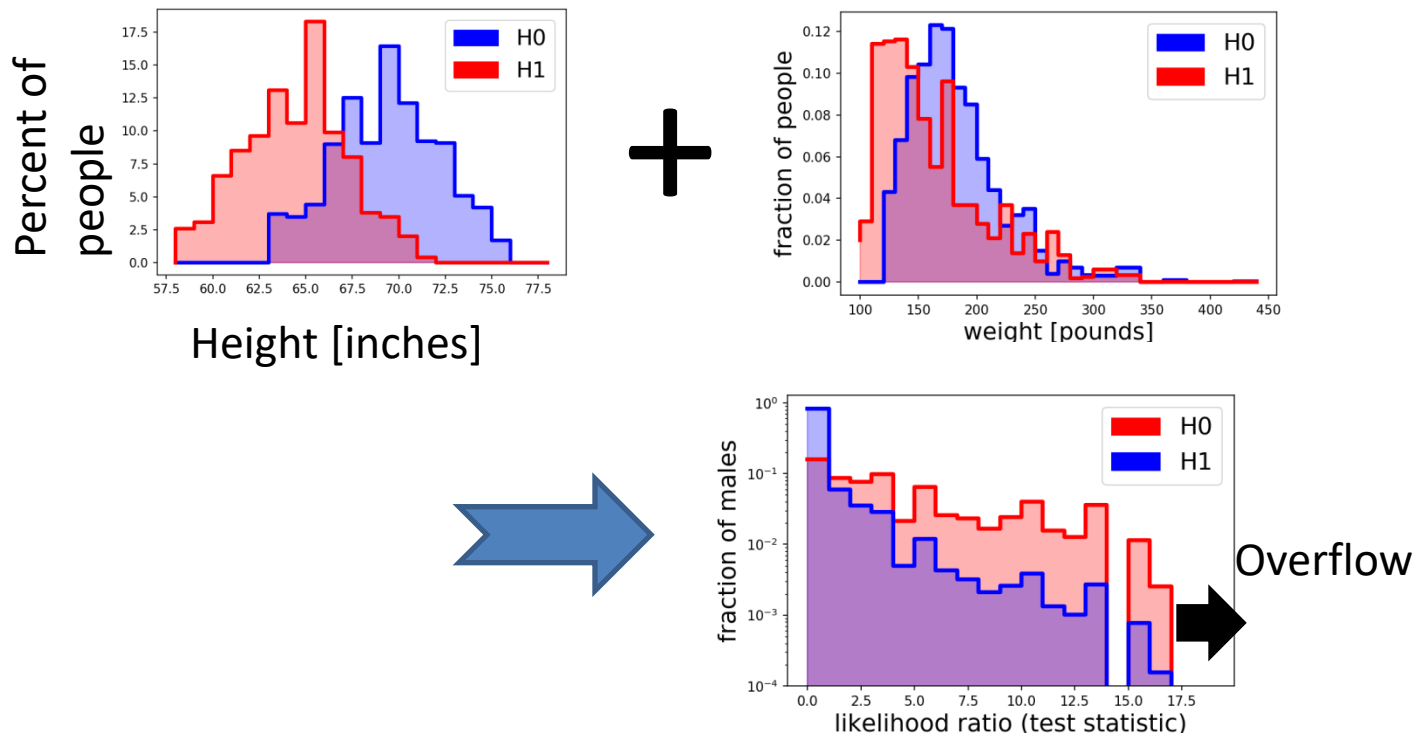 Percent of
people
17.5
15.0
12.5
10.0
7.5
5.0
2.5
0.0
H0
H1
57.5 60.0 62.5 65.0 67.5 70.0 72.5 75.0 77.5
Height [inches]
+
fraction of people
0.12
0.10
0.08
0.06
0.04
0.02
0.00
H0
H1
100 150 200 250 300 350 400 450
weight [pounds]
fraction of males
10⁰
10⁻¹
10⁻²
10⁻³
10⁻⁴
H0
H1
0.0 2.5 5.0 7.5 10.0 12.5 15.0 17.5
likelihood ratio (test statistic)
Overflow